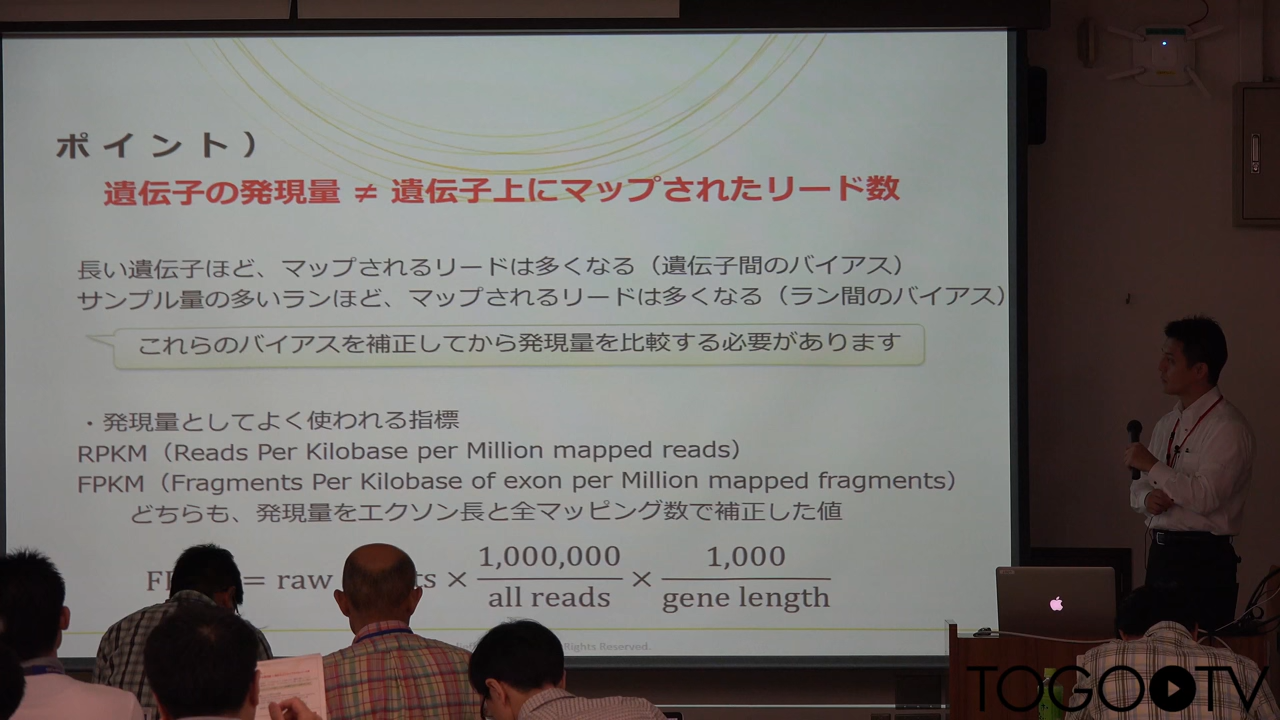 ポイント）
遺伝子の発現量 ≠ 遺伝子上にマップされたリード数
長い遺伝子ほど、マップされるリードは多くなる（遺伝子間のバイアス）
サンプル量の多いランほど、マップされるリードは多くなる（ラン間のバイアス）
これらのバイアスを補正してから発現量を比較する必要があります
・発現量としてよく使われる指標
RPKM（Reads Per Kilobase per Million mapped reads）
FPKM（Fragments Per Kilobase of exon per Million mapped fragments）
どちらも、発現量をエクソン長と全マッピング数で補正した値
= raw × 1,000,000 / all reads × 1,000 / gene length
Rights Reserved.
TOGOTV